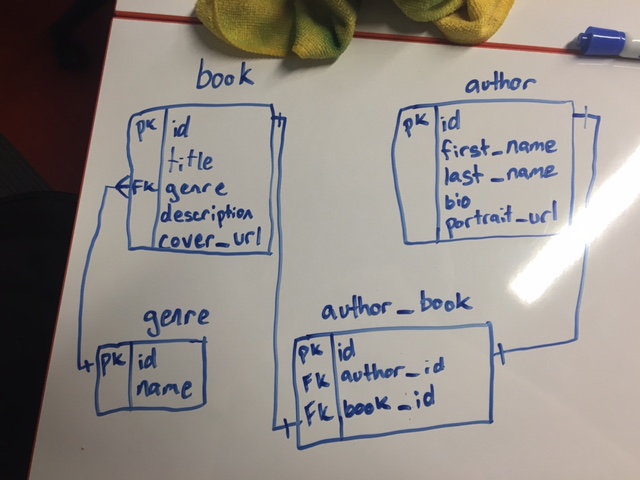 book
PK id
title
FK genre
description
cover_url
author
PK id
first_name
last_name
bio
portrait_url
genre
PK id
name
author_book
PK id
FK author_id
FK book_id